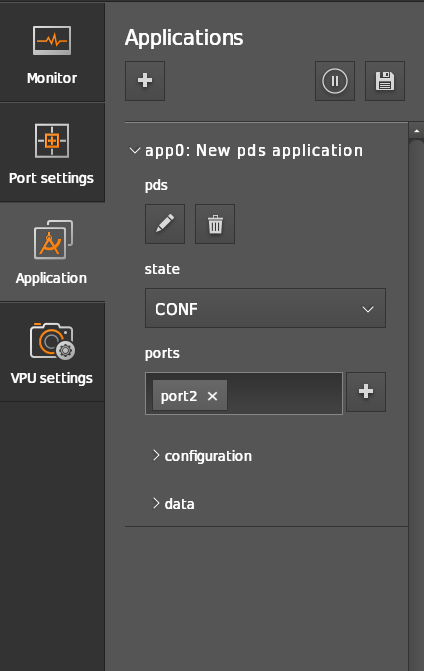 Applications
Monitor
Port settings
Application
VPU settings
app0: New pds application
pds
state
CONF
ports
port2
configuration
data